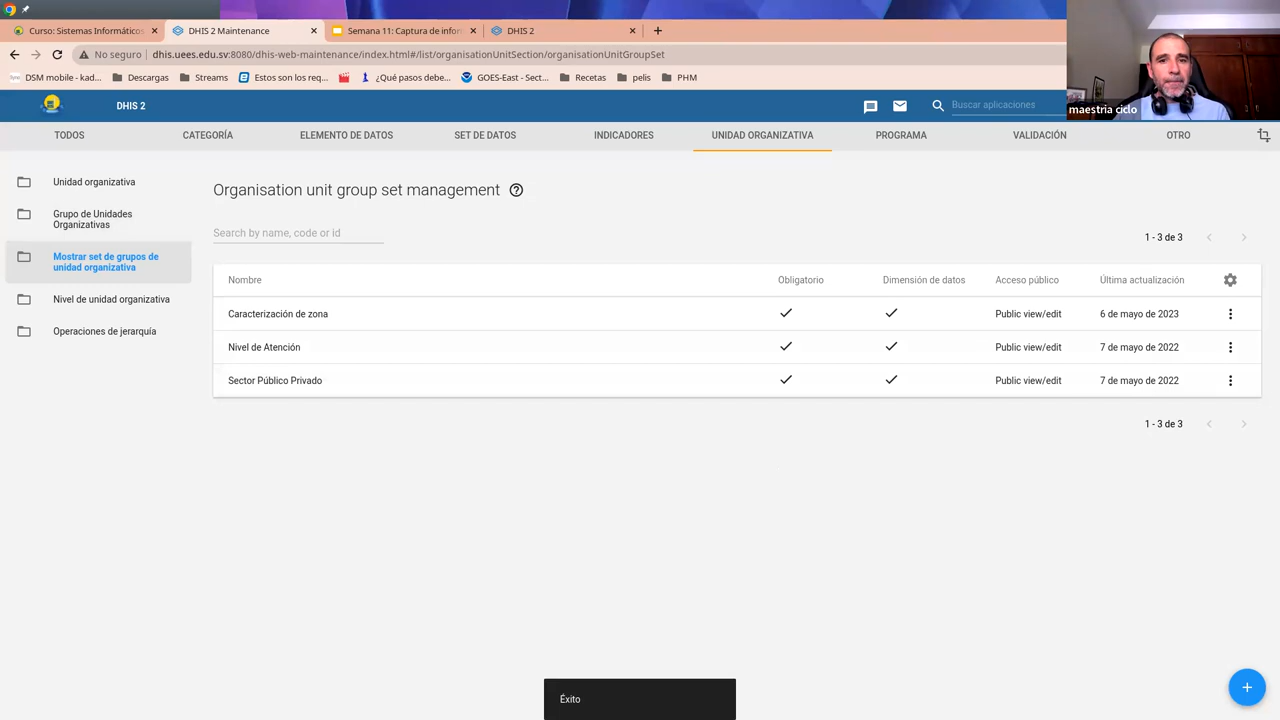 Curso: Sistemas Informáticos
DHIS 2 Maintenance
Semana 11: Captura de infor
DHIS 2
No seguro
dhis.uees.edu.sv:8080/dhis-web-maintenance/index.html#/list/organisationUnitSection/organisationUnitGroupSet
DSM mobile - kad...
Descargas
Streams
Estos son los req...
¿Qué pasos debe...
GOES-East - Sect...
Recetas
pelis
PHM
maestria ciclo
DHIS 2
Buscar aplicaciones
TODOS
CATEGORÍA
ELEMENTO DE DATOS
SET DE DATOS
INDICADORES
UNIDAD ORGANIZATIVA
PROGRAMA
VALIDACIÓN
OTRO
Unidad organizativa
Grupo de Unidades
Organizativas
Mostrar set de grupos de
unidad organizativa
Nivel de unidad organizativa
Operaciones de jerarquía
Organisation unit group set management
Search by name, code or id
1 - 3 de 3
Nombre Obligatorio Dimensión de datos Acceso público Última actualización
Caracterización de zona Public view/edit 6 de mayo de 2023
Nivel de Atención Public view/edit 7 de mayo de 2022
Sector Público Privado Public view/edit 7 de mayo de 2022
1 - 3 de 3
Éxito